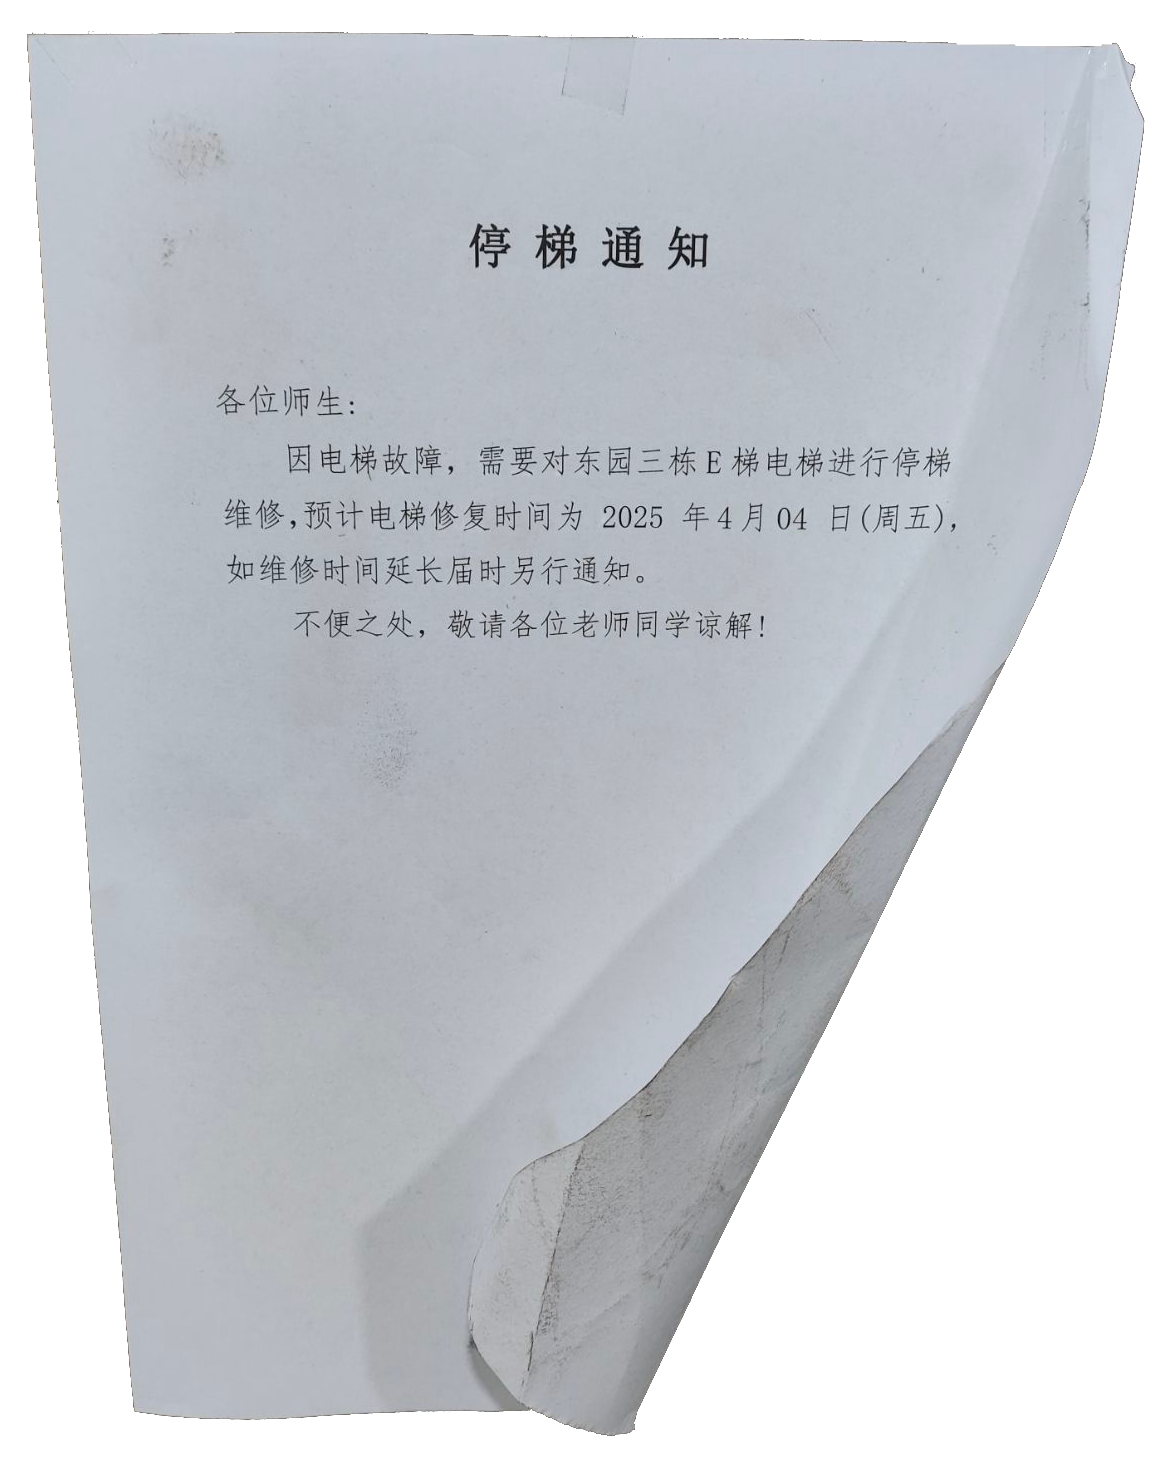 停梯通知
各位师生:
因电梯故障，需要对东园三栋E梯电梯进行停梯
维修,预计电梯修复时间为 2025 年4月04 日(周五),
如维修时间延长届时另行通知。
不便之处，敬请各位老师同学谅解!